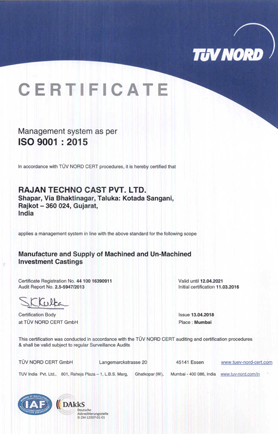 TÜV NORD
CERTIFICATE
Management system as per
ISO 9001 : 2015
In accordance with TÜV NORD CERT procedures, it is hereby certified that
RAJAN TECHNO CAST PVT. LTD.
Shapar, Via Bhaktinagar, Taluka: Kotada Sangani,
Rajkot – 360 024, Gujarat,
India
applies a management system in line with the above standard for the following scope
Manufacture and Supply of Machined and Un-Machined
Investment Castings
Certificate Registration No. 44 100 16390911 Valid until 12.04.2021
Audit Report No. 2.5-5047/2013 Initial certification 11.03.2016
Certification Body Issue 13.04.2018
at TÜV NORD CERT GmbH Place : Mumbai
This certification was conducted in accordance with the TÜV NORD CERT auditing and certification procedures
& shall be valid subject to regular Surveillance Audits
TÜV NORD CERT GmbH Langemarckstrasse 20 45141 Essen www.tuev-nord-cert.com
TÜV India Pvt. Ltd., 801, Raheja Plaza – 1, L.B.S. Marg, Ghatkopar (W), Mumbai - 400 086, India www.tuv-nord.com/in
IAF
DAkkS
Deutsche
Akkreditierungsstelle